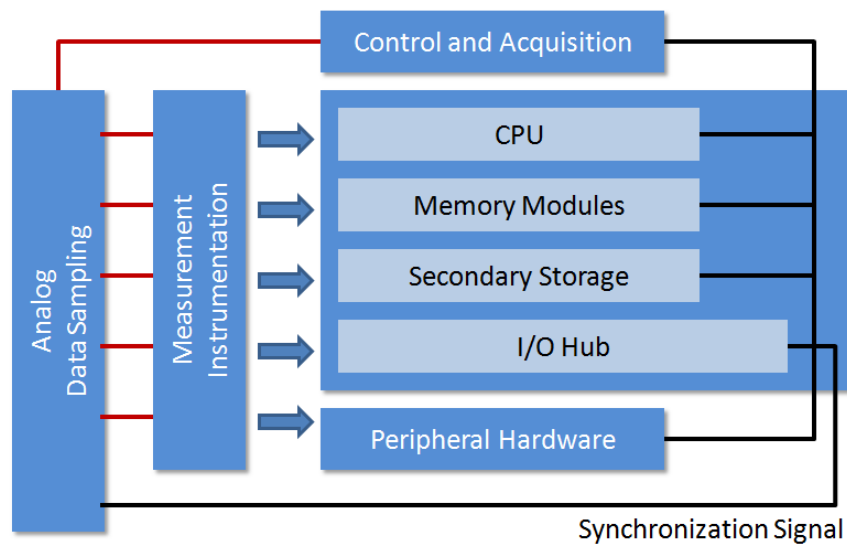 Control and Acquisition
Analog
Data Sampling
Measurement
Instrumentation
CPU
Memory Modules
Secondary Storage
I/O Hub
Peripheral Hardware
Synchronization Signal